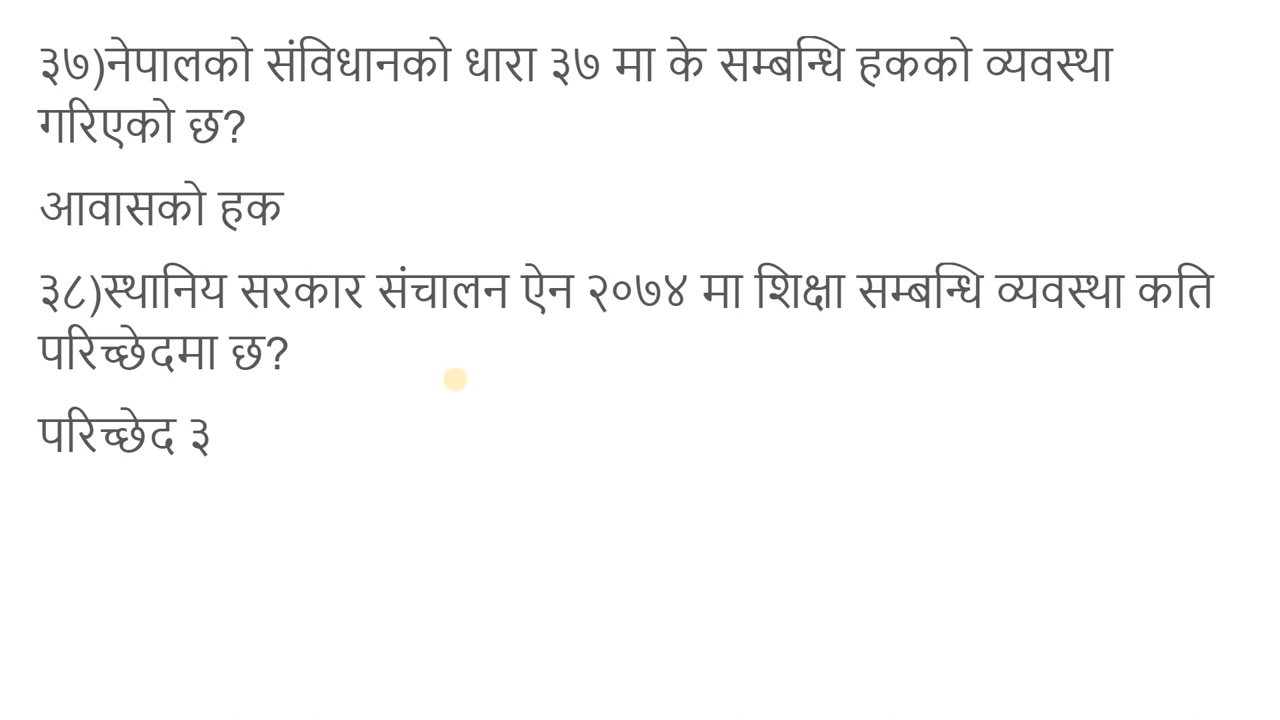 ३७)नेपालको संविधानको धारा ३७ मा के सम्बन्धि हकको व्यवस्था
गरिएको छ?
आवासको हक
३८)स्थानिय सरकार संचालन ऐन २०७४ मा शिक्षा सम्बन्धि व्यवस्था कति
परिच्छेदमा छ?
परिच्छेद ३